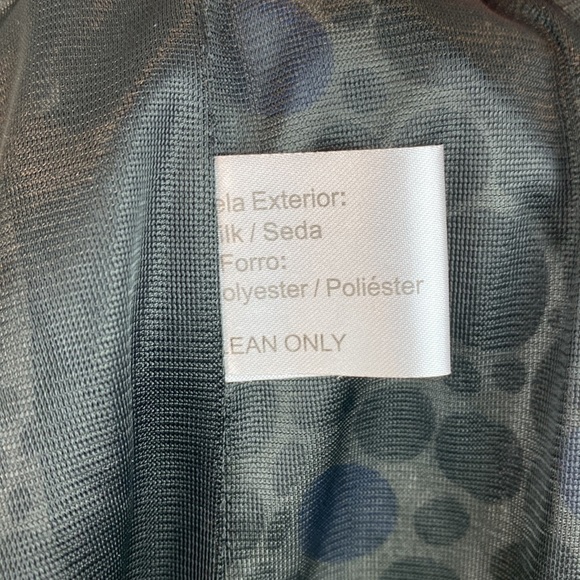 ela Exterior:
ilk / Seda
Forro:
olyester / Poliéster
LEAN ONLY